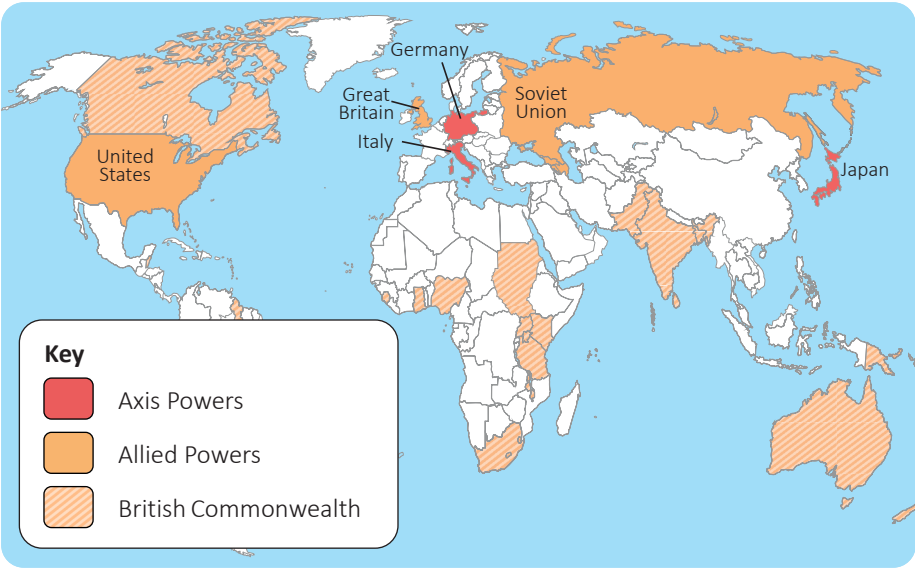 Germany
Great
Britain
Italy
Soviet
Union
United
States
Japan
Key
Axis Powers
Allied Powers
British Commonwealth